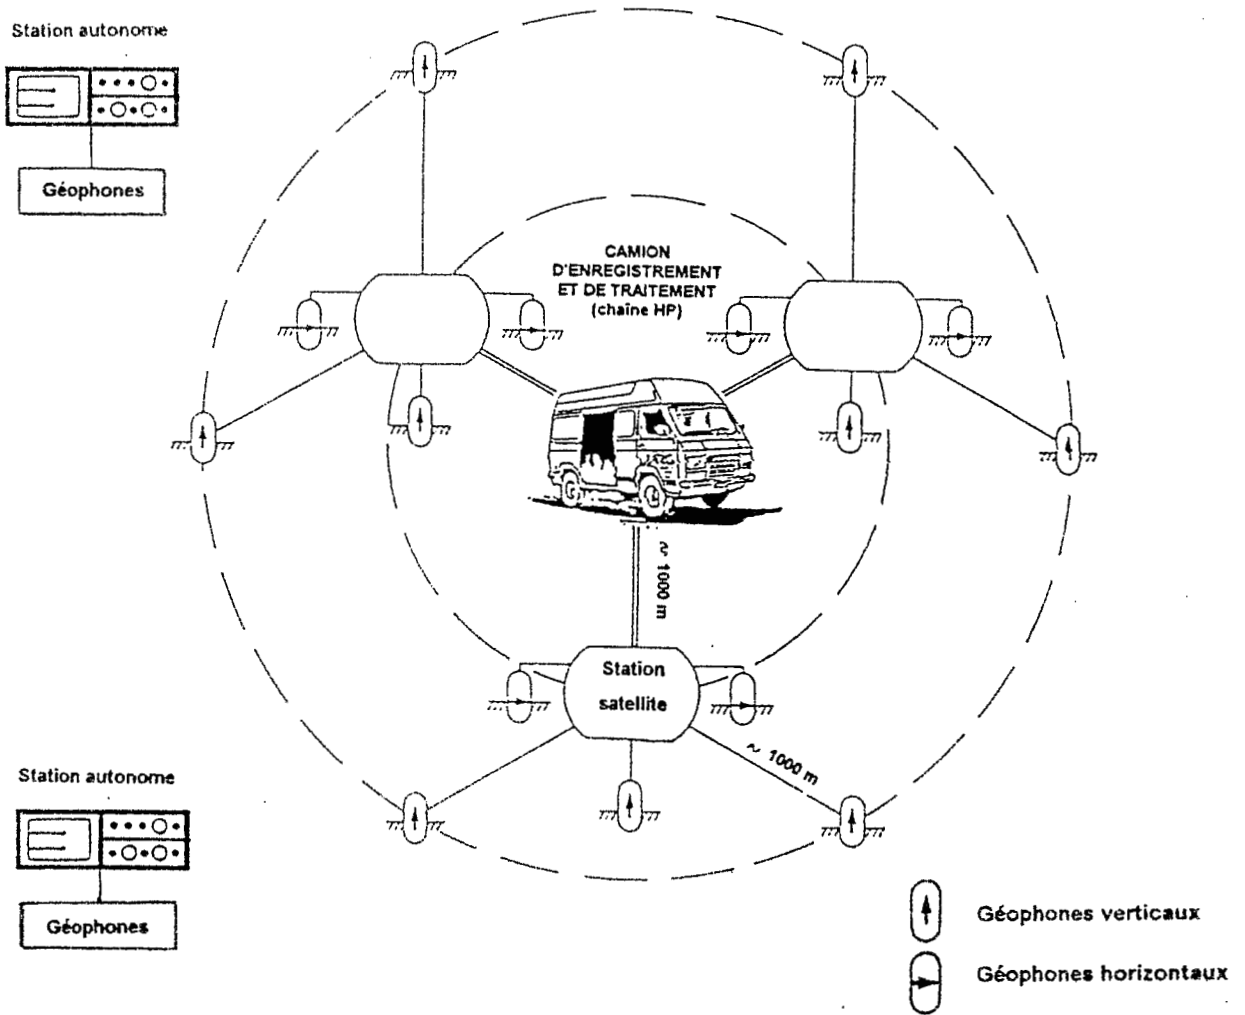 Station autonome
Géophones
CAMION
D'ENREGISTREMENT
ET DE TRAITEMENT
(chaîne HP)
~ 1000 m
Station
satellite
~ 1000 m
Station autonome
Géophones
Géophones verticaux
Géophones horizontaux